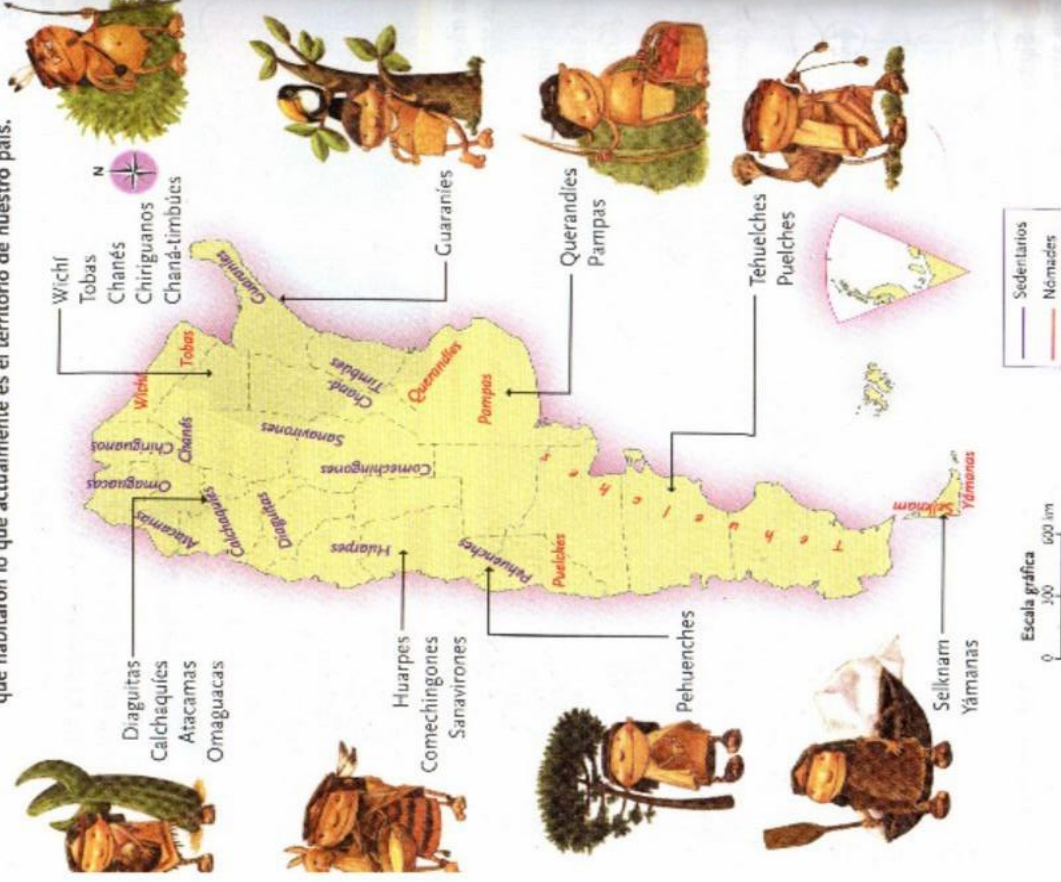 que habitaron lo que actualmente es el territorio de nuestro país.
Wichí
Tobas
Chanés
Chiriguanos
Chaná-timbúes
N
Diaguitas
Calchaquíes
Atacamas
Omaguacas
Guaraníes
Huarpes
Comechingones
Sanavirones
Querandíes
Pampas
Pehuenches
Tehuelches
Puelches
Selknam
Yámanas
Atacamas
Omaguacas
Chiriguanos
Wichí
Tobas
Chanés
Calchaquíes
Diaguitas
Sanavirones
Guaraníes
Chaná-
Timbúes
Huarpes
Comechingones
Querandíes
Pampas
Pehuenches
Puelches
Tehuelches
Selknam
Yámanas
Sedentarios
Nómades
Escala gráfica
0 300 600 km